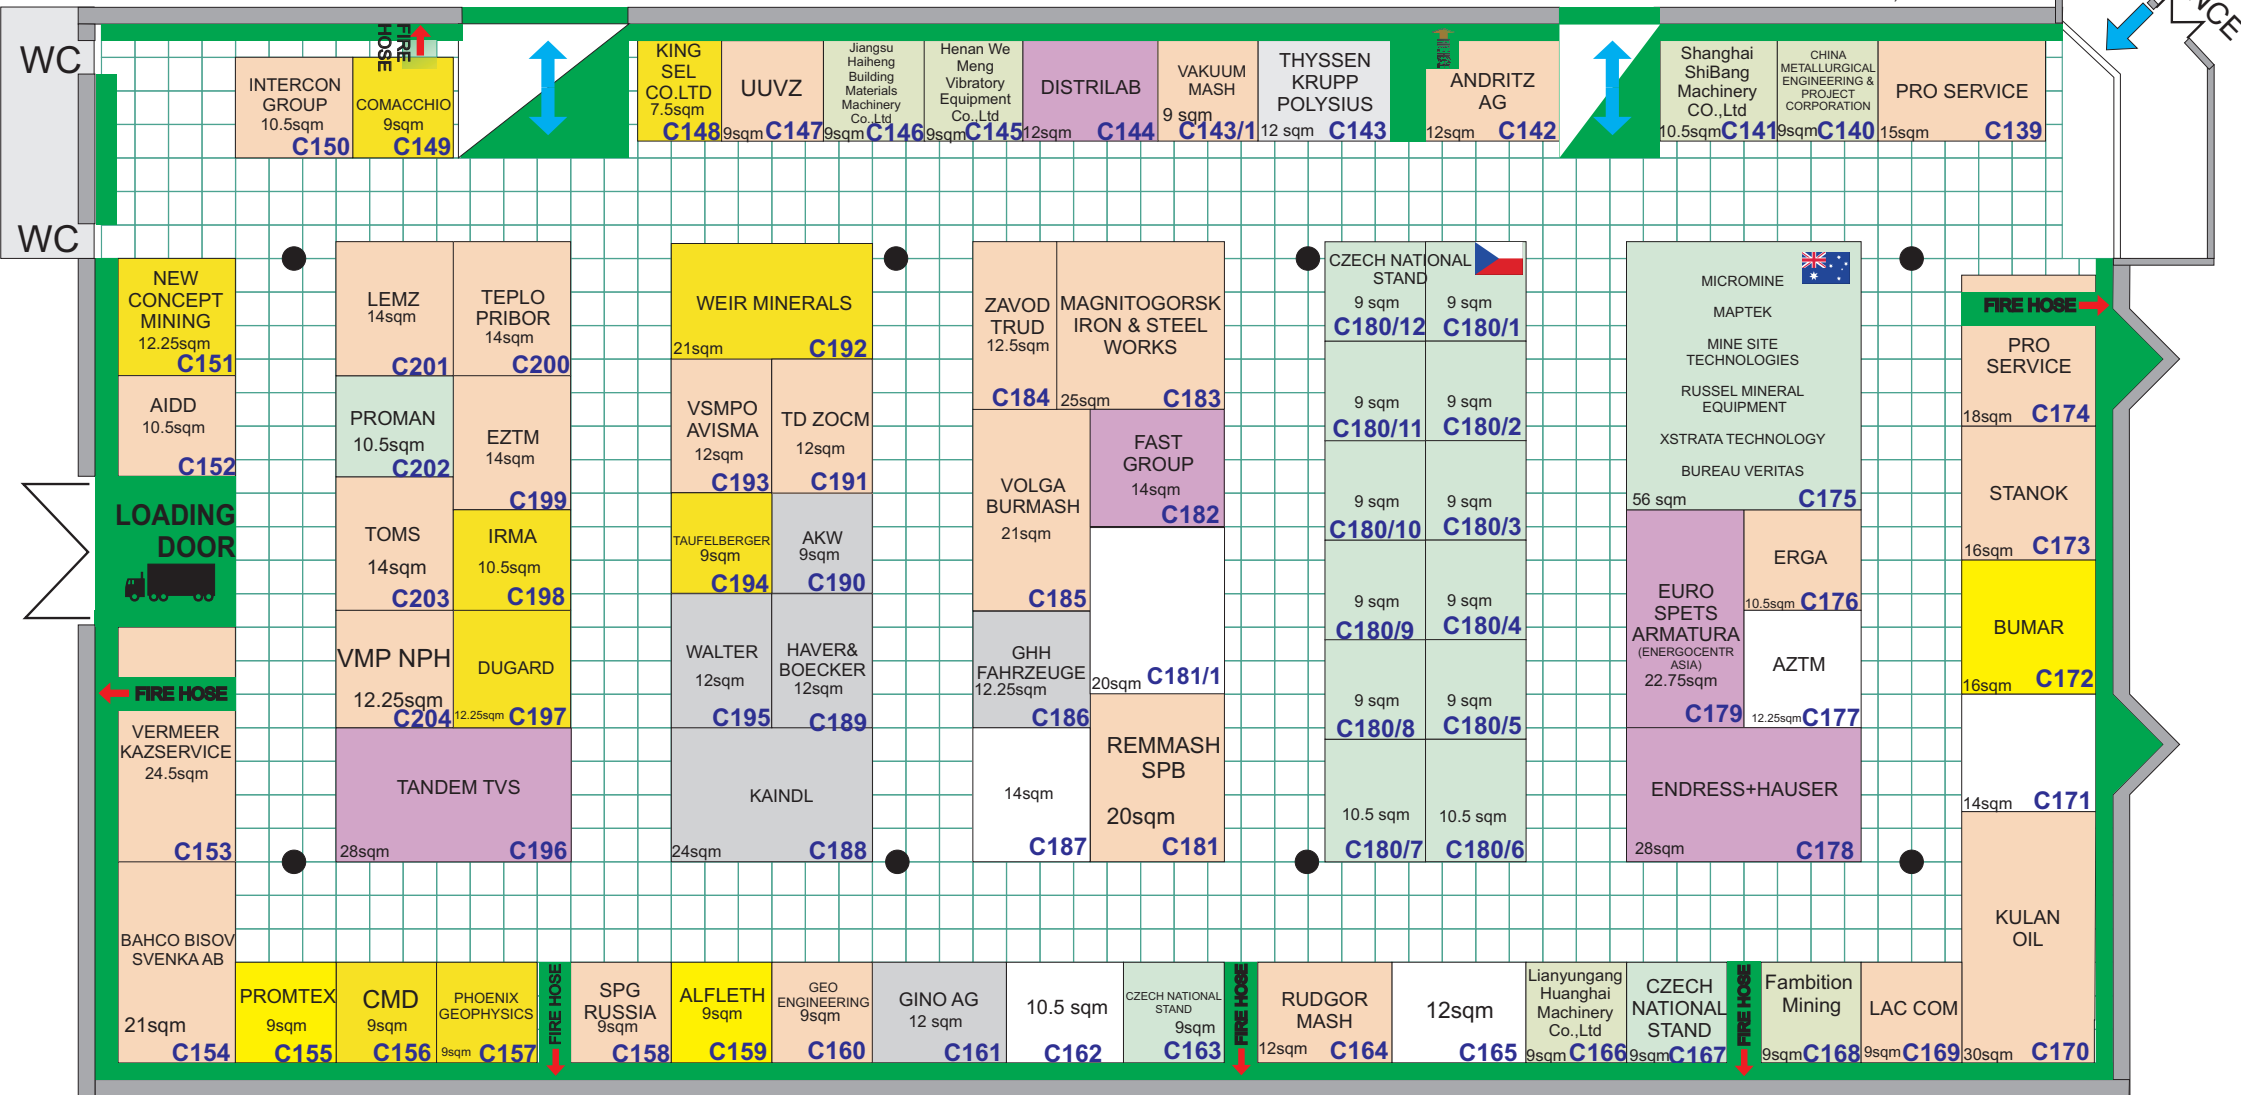 WC
WC
FIRE
HOSE
INTERCON
GROUP
10.5sqm
C150
COMACCHIO
9sqm
C149
KING
SEL
CO.LTD
7.5sqm
C148
UUVZ
9sqm C147
Jiangsu
Haiheng
Building
Materials
Machinery
Co.,Ltd
9sqm C146
Henan We
Meng
Vibratory
Equipment
Co.,Ltd
9sqm C145
DISTRILAB
12sqm C144
VAKUUM
MASH
9 sqm
C143/1
THYSSEN
KRUPP
POLYSIUS
12 sqm C143
ANDRITZ
AG
12sqm C142
Shanghai
ShiBang
Machinery
CO.,Ltd
10.5sqm C141
CHINA
METALLURGICAL
ENGINEERING &
PROJECT
CORPORATION
9sqm C140
PRO SERVICE
15sqm C139
NEW
CONCEPT
MINING
12.25sqm
C151
AIDD
10.5sqm
C152
LOADING
DOOR
FIRE HOSE
VERMEER
KAZSERVICE
24.5sqm
C153
BAHCO BISOV
SVENKA AB
21sqm
C154
LEMZ
14sqm
C201
TEPLO
PRIBOR
14sqm
C200
PROMAN
10.5sqm
C202
EZTM
14sqm
C199
TOMS
14sqm
C203
IRMA
10.5sqm
C198
VMP NPH
12.25sqm
C204
DUGARD
12.25sqm C197
TANDEM TVS
28sqm C196
WEIR MINERALS
21sqm C192
VSMPO
AVISMA
12sqm
C193
TD ZOCM
12sqm
C191
TAUFELBERGER
9sqm
C194
AKW
9sqm
C190
WALTER
12sqm
C195
HAVER&
BOECKER
12sqm
C189
KAINDL
24sqm C188
ZAVOD
TRUD
12.5sqm
C184
MAGNITOGORSK
IRON & STEEL
WORKS
25sqm C183
VOLGA
BURMASH
21sqm
C185
FAST
GROUP
14sqm
C182
20sqm C181/1
GHH
FAHRZEUGE
12.25sqm
C186
14sqm
C187
REMMASH
SPB
20sqm
C181
CZECH NATIONAL
STAND
9 sqm
C180/12
9 sqm
C180/1
9 sqm
C180/11
9 sqm
C180/2
9 sqm
C180/10
9 sqm
C180/3
9 sqm
C180/9
9 sqm
C180/4
9 sqm
C180/8
9 sqm
C180/5
10.5 sqm
C180/7
10.5 sqm
C180/6
MICROMINE
MAPTEK
MINE SITE
TECHNOLOGIES
RUSSEL MINERAL
EQUIPMENT
XSTRATA TECHNOLOGY
BUREAU VERITAS
56 sqm C175
EURO
SPETS
ARMATURA
(ENERGOCENTR
ASIA)
22.75sqm
C179
ERGA
10.5sqm C176
AZTM
12.25sqm C177
ENDRESS+HAUSER
28sqm C178
FIRE HOSE
PRO
SERVICE
18sqm C174
STANOK
16sqm C173
BUMAR
16sqm C172
14sqm C171
KULAN
OIL
30sqm C170
PROMTEX
9sqm
C155
CMD
9sqm
C156
PHOENIX
GEOPHYSICS
9sqm C157
FIRE HOSE
SPG
RUSSIA
9sqm
C158
ALFLETH
9sqm
C159
GEO
ENGINEERING
9sqm
C160
GINO AG
12 sqm
C161
10.5 sqm
C162
CZECH NATIONAL
STAND
9sqm
C163
FIRE HOSE
RUDGOR
MASH
12sqm C164
12sqm
C165
Lianyungang
Huanghai
Machinery
Co.,Ltd
9sqm C166
CZECH
NATIONAL
STAND
9sqm C167
FIRE HOSE
Fambition
Mining
9sqm C168
LAC COM
9sqm C169